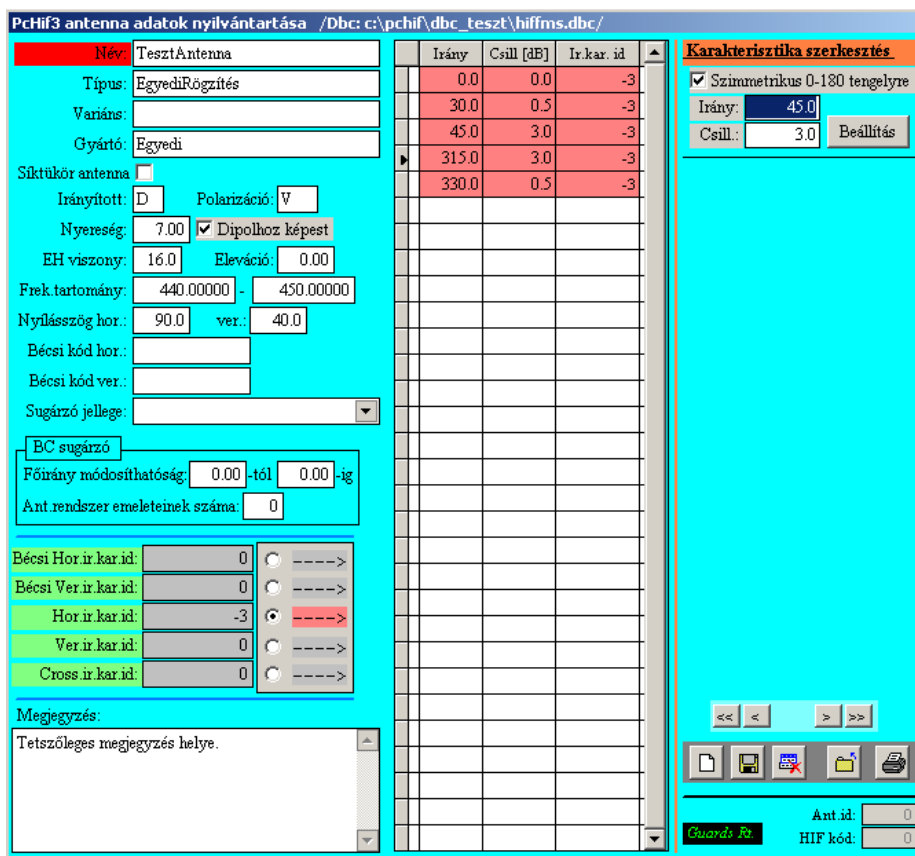 PcHif3 antenna adatok nyilvántartása /Dbc: c:\pchif\dbc_teszt\hiffms.dbc/
Név: TesztAntenna
Típus: EgyediRögzítés
Variáns:
Gyártó: Egyedi
Síktükör antenna
Irányított: D Polarizáció: V
Nyereség: 7.00 Dipolhoz képest
EH viszony: 16.0 Eleváció: 0.00
Frek.tartomány: 440.00000 - 450.00000
Nyílásszög hor.: 90.0 ver.: 40.0
Bécsi kód hor.:
Bécsi kód ver.:
Sugárzó jellege:
BC sugárzó
Főirány módosíthatóság: 0.00 -tól 0.00 -ig
Ant.rendszer emeleteinek száma: 0
Bécsi Hor.ir.kar.id: 0 ---->
Bécsi Ver.ir.kar.id: 0 ---->
Hor.ir.kar.id: -3 ---->
Ver.ir.kar.id: 0 ---->
Cross.ir.kar.id: 0 ---->
Megjegyzés:
Tetszőleges megjegyzés helye.
Irány Csill [dB] Ir.kar. id
0.0 0.0 -3
30.0 0.5 -3
45.0 3.0 -3
315.0 3.0 -3
330.0 0.5 -3
Karakterisztika szerkesztés
Szimmetrikus 0-180 tengelyre
Irány: 45.0
Csill.: 3.0 Beállítás
<< < > >>
Guards Rt.
Ant.id: 0
HIF kód: 0